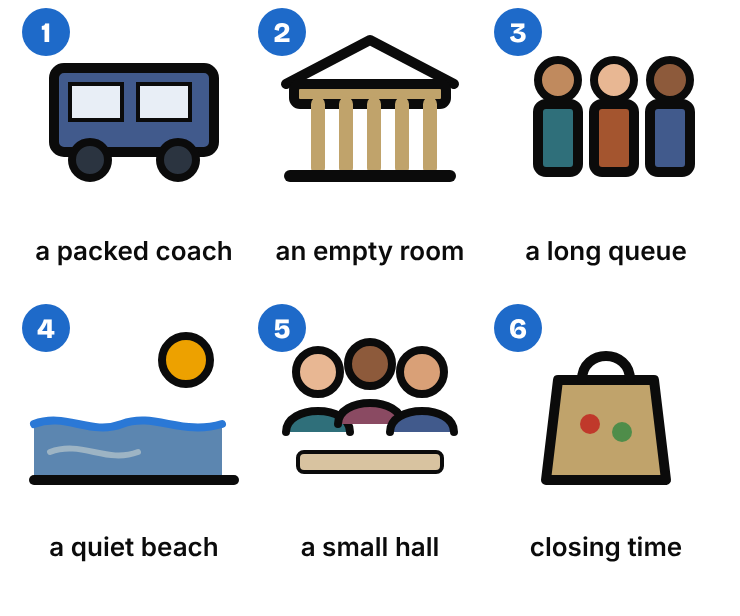 1
2
3
a packed coach
an empty room
a long queue
4
5
6
a quiet beach
a small hall
closing time